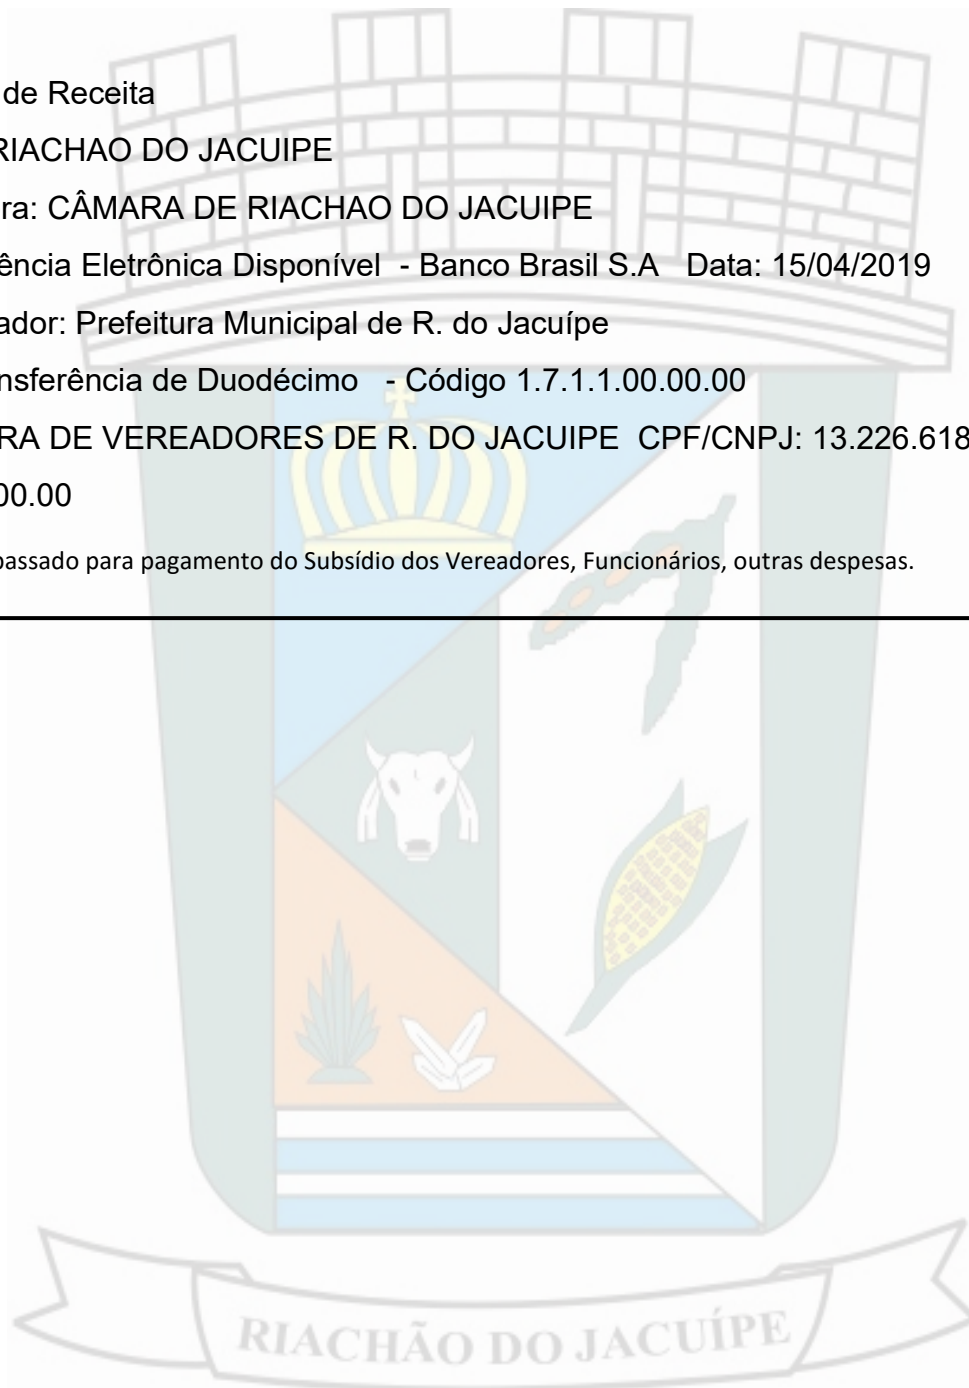 de Receita
RIACHAO DO JACUIPE
ra: CÂMARA DE RIACHAO DO JACUIPE
ência Eletrônica Disponível - Banco Brasil S.A Data: 15/04/2019
ador: Prefeitura Municipal de R. do Jacuípe
nsferência de Duodécimo - Código 1.7.1.1.00.00.00
RA DE VEREADORES DE R. DO JACUIPE CPF/CNPJ: 13.226.618
00.00
passado para pagamento do Subsídio dos Vereadores, Funcionários, outras despesas.
RIACHÃO DO JACUÍPE